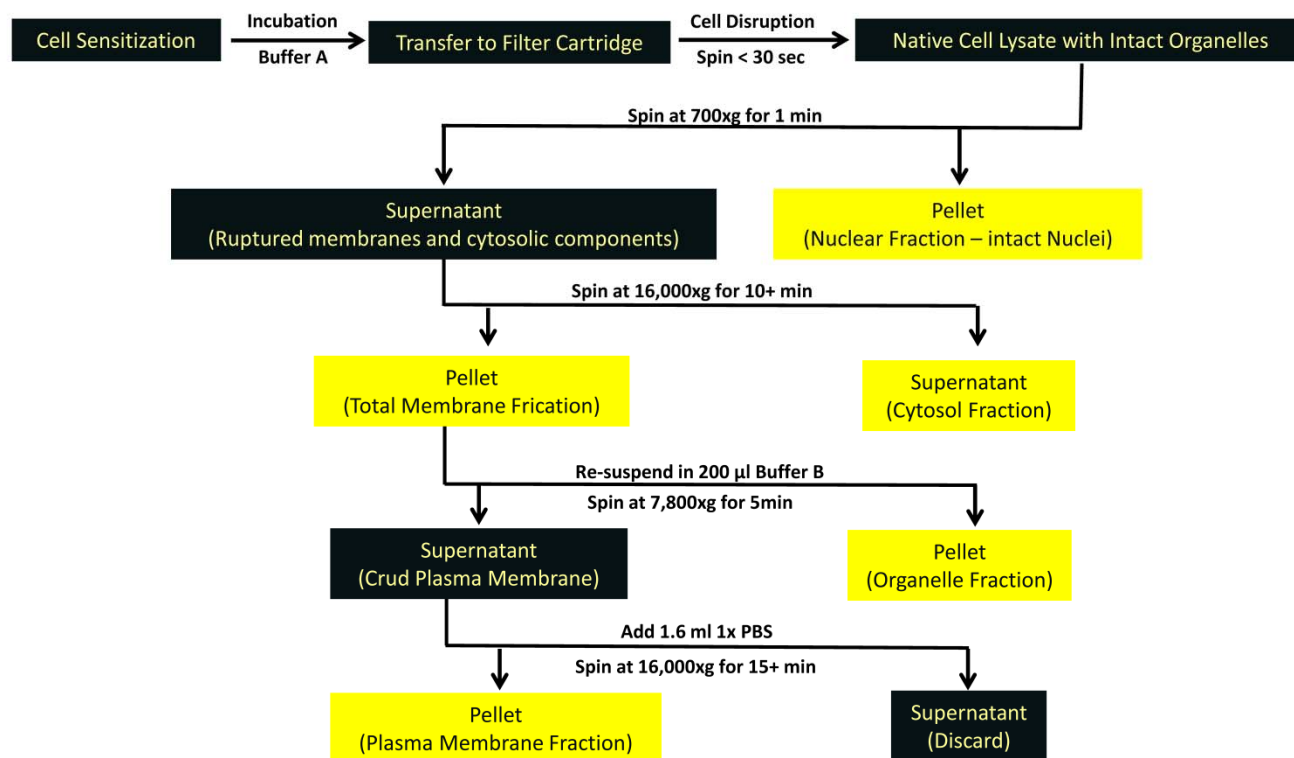 Cell Sensitization
Incubation
Buffer A
Transfer to Filter Cartridge
Cell Disruption
Spin < 30 sec
Native Cell Lysate with Intact Organelles
Spin at 700xg for 1 min
Supernatant
(Ruptured membranes and cytosolic components)
Pellet
(Nuclear Fraction – intact Nuclei)
Spin at 16,000xg for 10+ min
Pellet
(Total Membrane Frication)
Supernatant
(Cytosol Fraction)
Re-suspend in 200 µl Buffer B
Spin at 7,800xg for 5min
Supernatant
(Crud Plasma Membrane)
Pellet
(Organelle Fraction)
Add 1.6 ml 1x PBS
Spin at 16,000xg for 15+ min
Pellet
(Plasma Membrane Fraction)
Supernatant
(Discard)